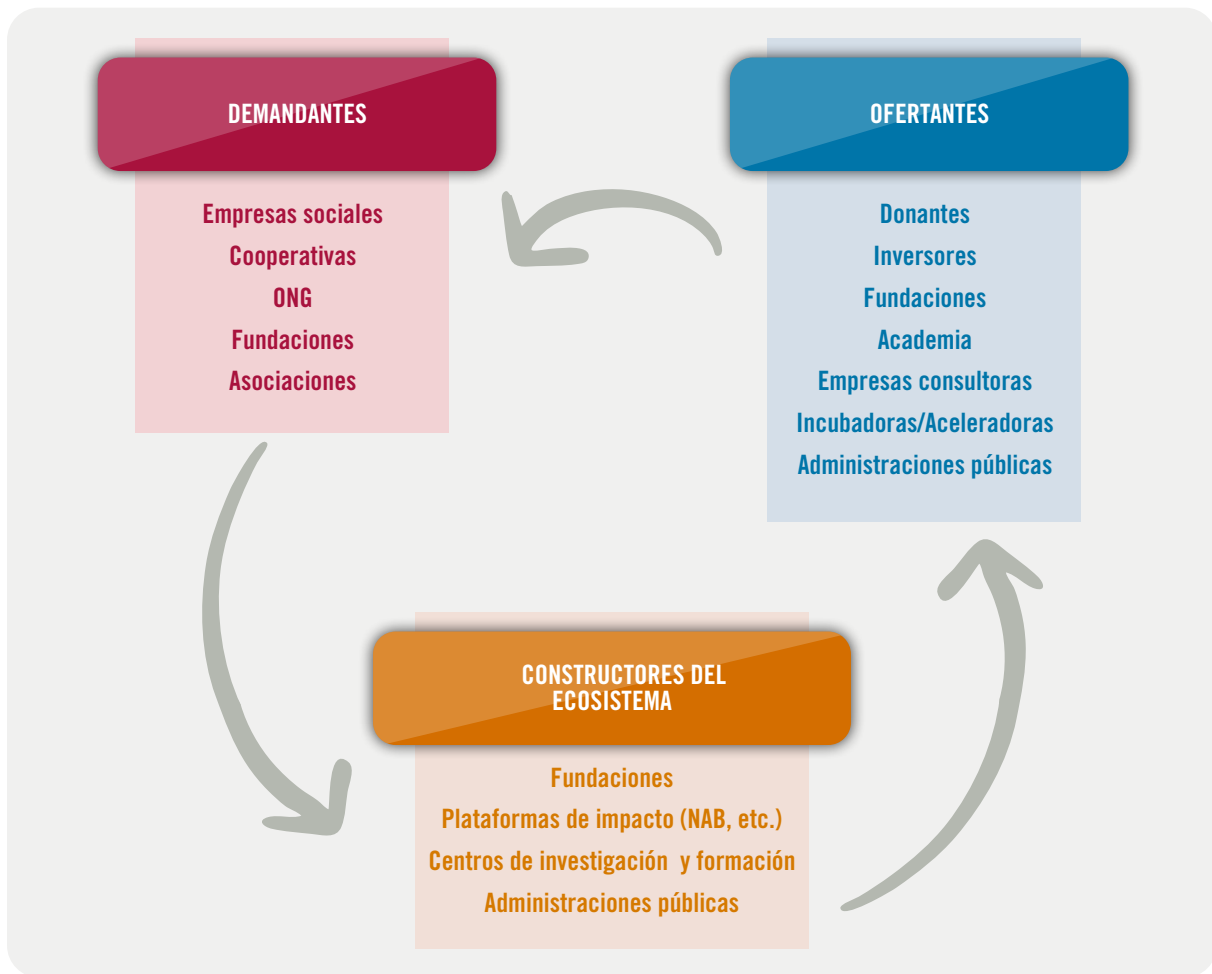 DEMANDANTES
Empresas sociales
Cooperativas
ONG
Fundaciones
Asociaciones
OFERTANTES
Donantes
Inversores
Fundaciones
Academia
Empresas consultoras
Incubadoras/Aceleradoras
Administraciones públicas
CONSTRUCTORES DEL
ECOSISTEMA
Fundaciones
Plataformas de impacto (NAB, etc.)
Centros de investigación y formación
Administraciones públicas